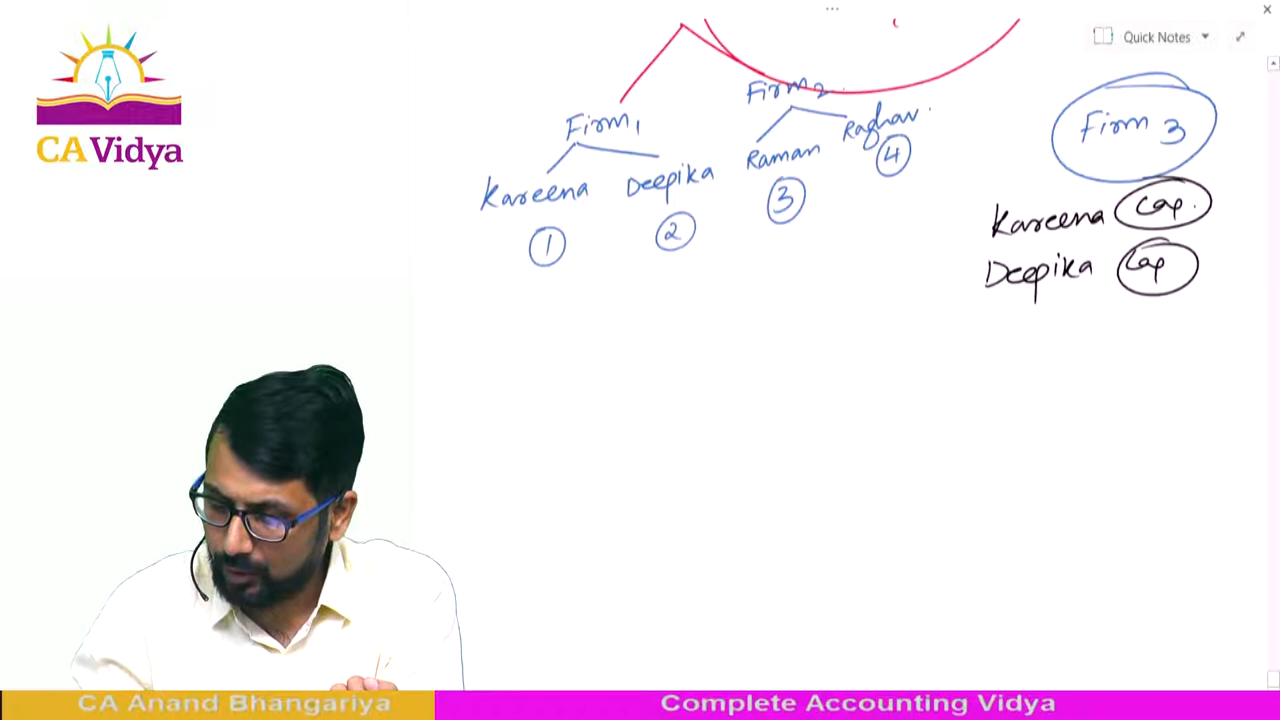 CA Vidya
Quick Notes
Firm 1
Kareena
Deepika
1
2
Firm 2
Raman
Raghav
3
4
Firm 3
Kareena Cap.
Deepika Cap
CA Anand Bhangariya
Complete Accounting Vidya